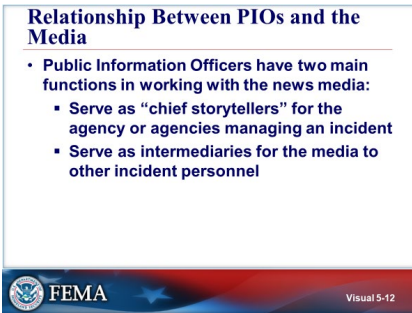 Relationship Between PIOs and the
Media
• Public Information Officers have two main
functions in working with the news media:
▪ Serve as “chief storytellers” for the
agency or agencies managing an incident
▪ Serve as intermediaries for the media to
other incident personnel
FEMA
Visual 5-12